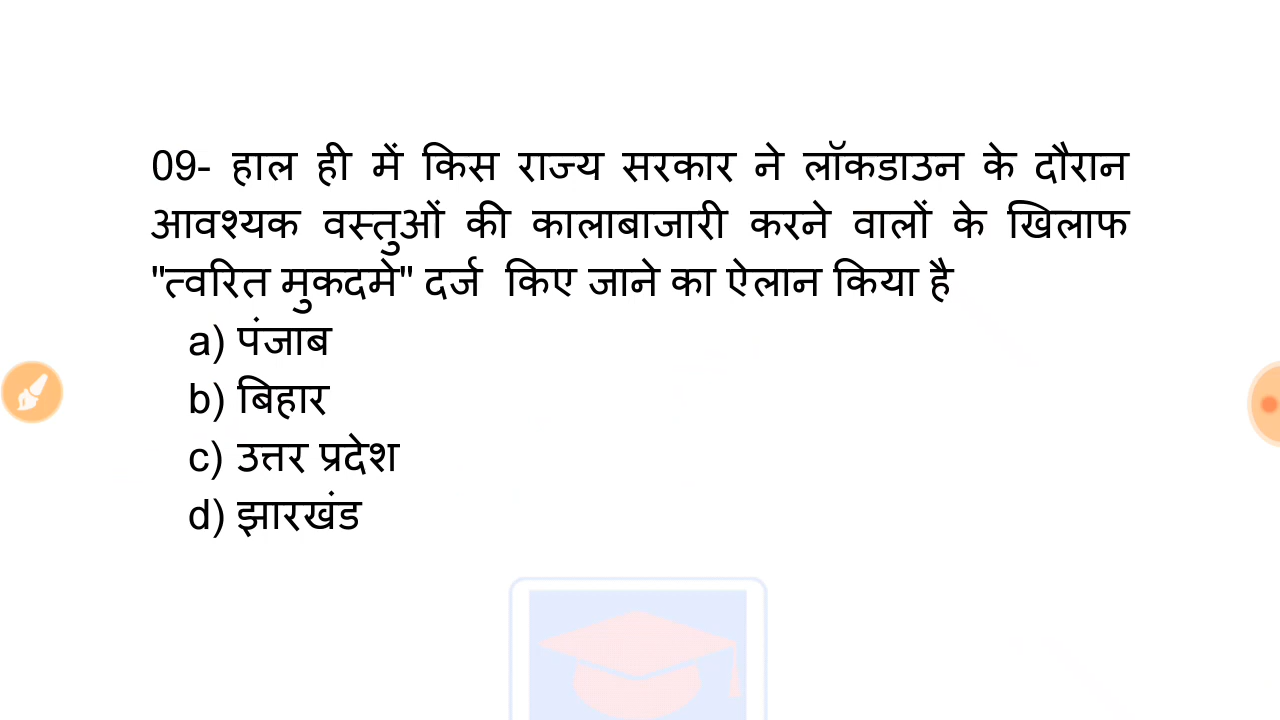 09- हाल ही में किस राज्य सरकार ने लॉकडाउन के दौरान
आवश्यक वस्तुओं की कालाबाजारी करने वालों के खिलाफ
"त्वरित मुकदमे" दर्ज किए जाने का ऐलान किया है
a) पंजाब
b) बिहार
c) उत्तर प्रदेश
d) झारखंड